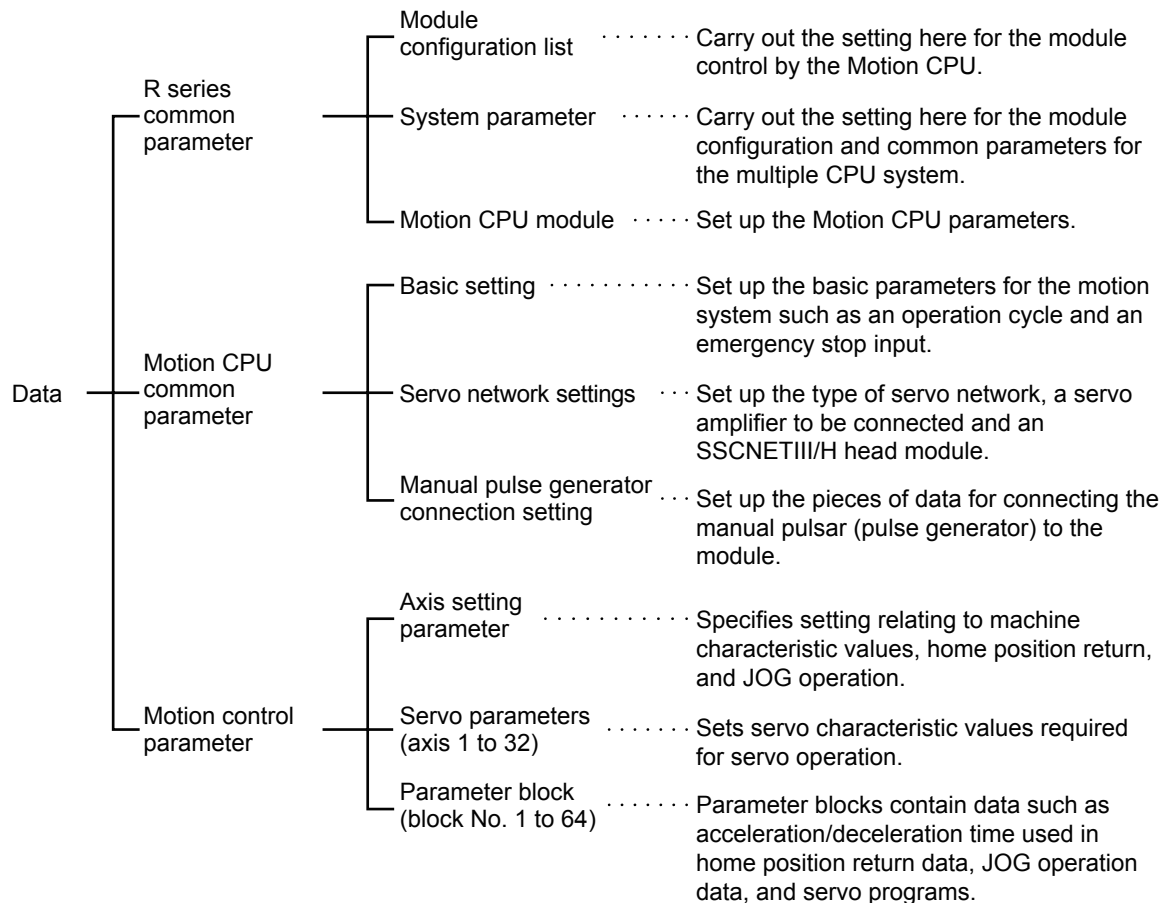 Data
R series
common
parameter
Module
configuration list
Carry out the setting here for the module
control by the Motion CPU.
System parameter
Carry out the setting here for the module
configuration and common parameters for
the multiple CPU system.
Motion CPU module
Set up the Motion CPU parameters.
Motion CPU
common
parameter
Basic setting
Set up the basic parameters for the motion
system such as an operation cycle and an
emergency stop input.
Servo network settings
Set up the type of servo network, a servo
amplifier to be connected and an
SSCNETIII/H head module.
Manual pulse generator
connection setting
Set up the pieces of data for connecting the
manual pulsar (pulse generator) to the
module.
Motion control
parameter
Axis setting
parameter
Specifies setting relating to machine
characteristic values, home position return,
and JOG operation.
Servo parameters
(axis 1 to 32)
Sets servo characteristic values required
for servo operation.
Parameter block
(block No. 1 to 64)
Parameter blocks contain data such as
acceleration/deceleration time used in
home position return data, JOG operation
data, and servo programs.